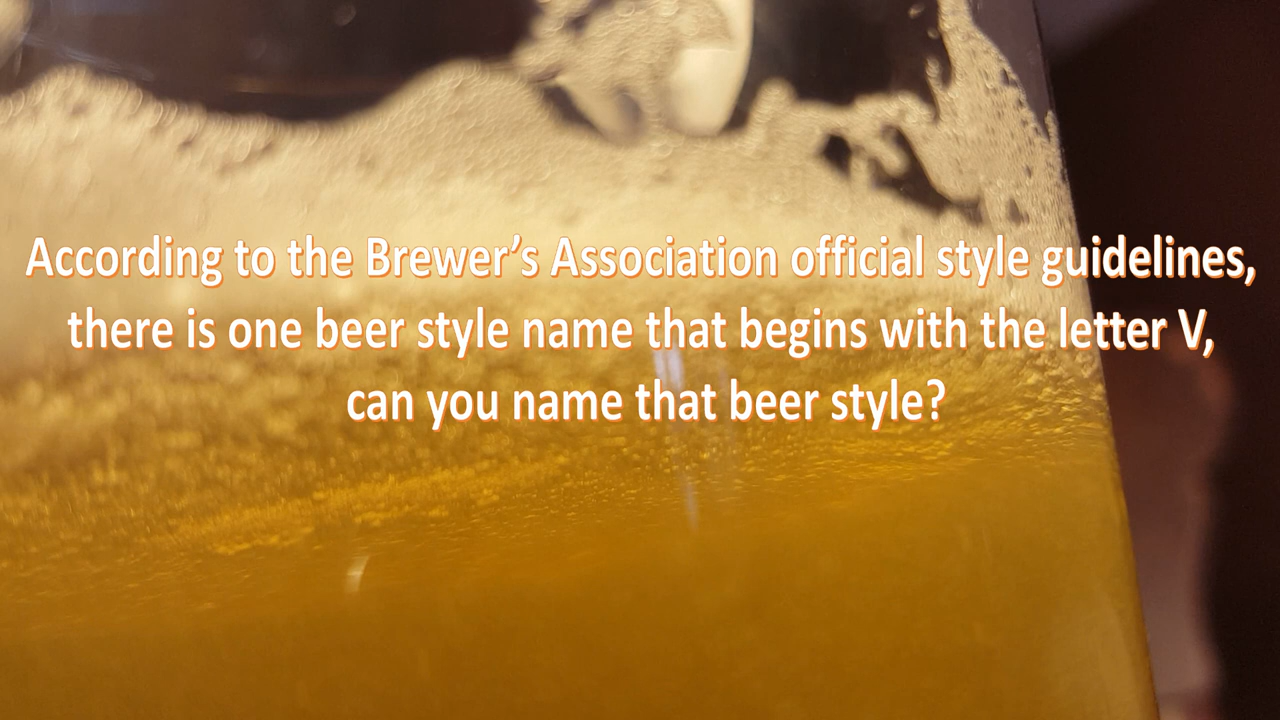 According to the Brewer’s Association official style guidelines,
there is one beer style name that begins with the letter V,
can you name that beer style?